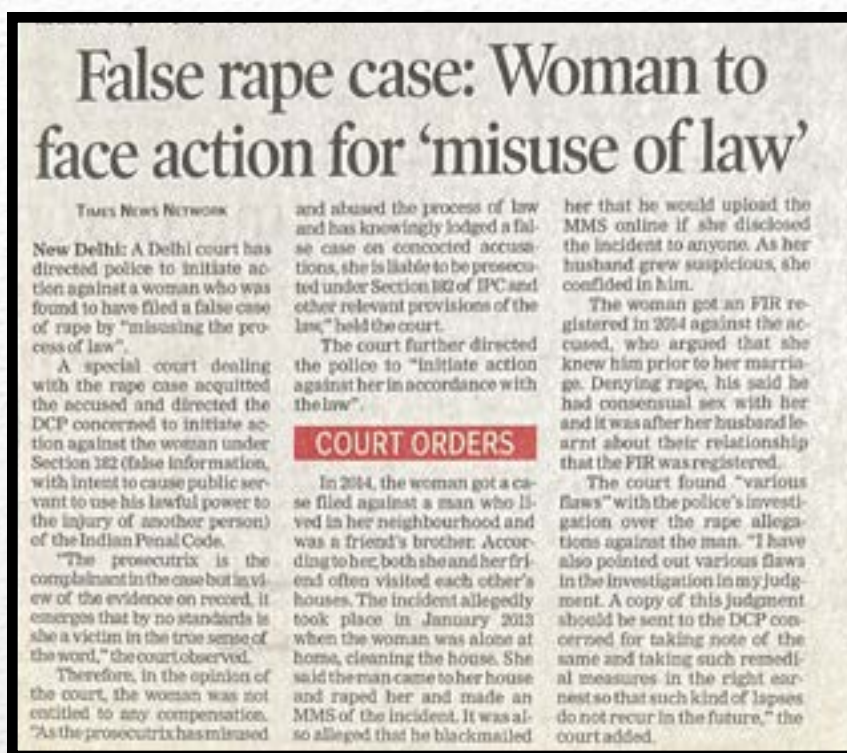 False rape case: Woman to
face action for ‘misuse of law’
TIMES NEWS NETWORK
New Delhi: A Delhi court has
directed police to initiate ac-
tion against a woman who was
found to have filed a false case
of rape by “misusing the pro-
cess of law”.
A special court dealing
with the rape case acquitted
the accused and directed the
DCP concerned to initiate ac-
tion against the woman under
Section 182 (false information,
with intent to cause public ser-
vant to use his lawful power to
the injury of another person)
of the Indian Penal Code.
“The prosecutrix is the
complainant in the case but in vi-
ew of the evidence on record, it
emerges that by no standards is
she a victim in the true sense of
the word,” the court observed.
Therefore, in the opinion of
the court, the woman was not
entitled to any compensation.
“As the prosecutrix has misused
and abused the process of law
and has knowingly lodged a fal-
se case on concocted accusa-
tions, she is liable to be prosecu-
ted under Section 182 of IPC and
other relevant provisions of the
law,” held the court.
The court further directed
the police to “initiate action
against her in accordance with
the law”.
COURT ORDERS
In 2014, the woman got a ca-
se filed against a man who li-
ved in her neighbourhood and
was a friend's brother. Accor-
ding to her, both she and her fri-
end often visited each other's
houses. The incident allegedly
took place in January 2013
when the woman was alone at
home, cleaning the house. She
said the man came to her house
and raped her and made an
MMS of the incident. It was al-
so alleged that he blackmailed
her that he would upload the
MMS online if she disclosed
the incident to anyone. As her
husband grew suspicious, she
confided in him.
The woman got an FIR re-
gistered in 2014 against the ac-
cused, who argued that she
knew him prior to her marria-
ge. Denying rape, his said he
had consensual sex with her
and it was after her husband le-
arnt about their relationship
that the FIR was registered.
The court found “various
flaws” with the police's investi-
gation over the rape allega-
tions against the man. “I have
also pointed out various flaws
in the investigation in my judg-
ment. A copy of this judgment
should be sent to the DCP con-
cerned for taking note of the
same and taking such remedi-
al measures in the right ear-
nest so that such kind of lapses
do not recur in the future,” the
court added.